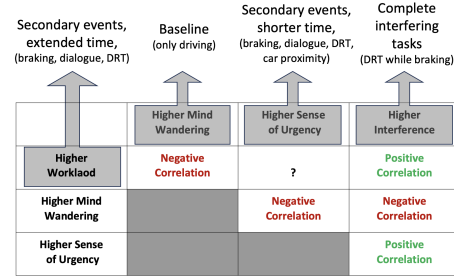 Secondary events,
extended time,
(braking, dialogue, DRT)
Baseline
(only driving)
Secondary events,
shorter time,
(braking, dialogue, DRT,
car proximity)
Complete
interfering
tasks
(DRT while braking)
Higher Mind
Wandering
Higher Sense
of Urgency
Higher
Interference
Higher
Worklaod
Negative
Correlation
?
Positive
Correlation
Higher Mind
Wandering
Negative
Correlation
Negative
Correlation
Higher Sense
of Urgency
Positive
Correlation